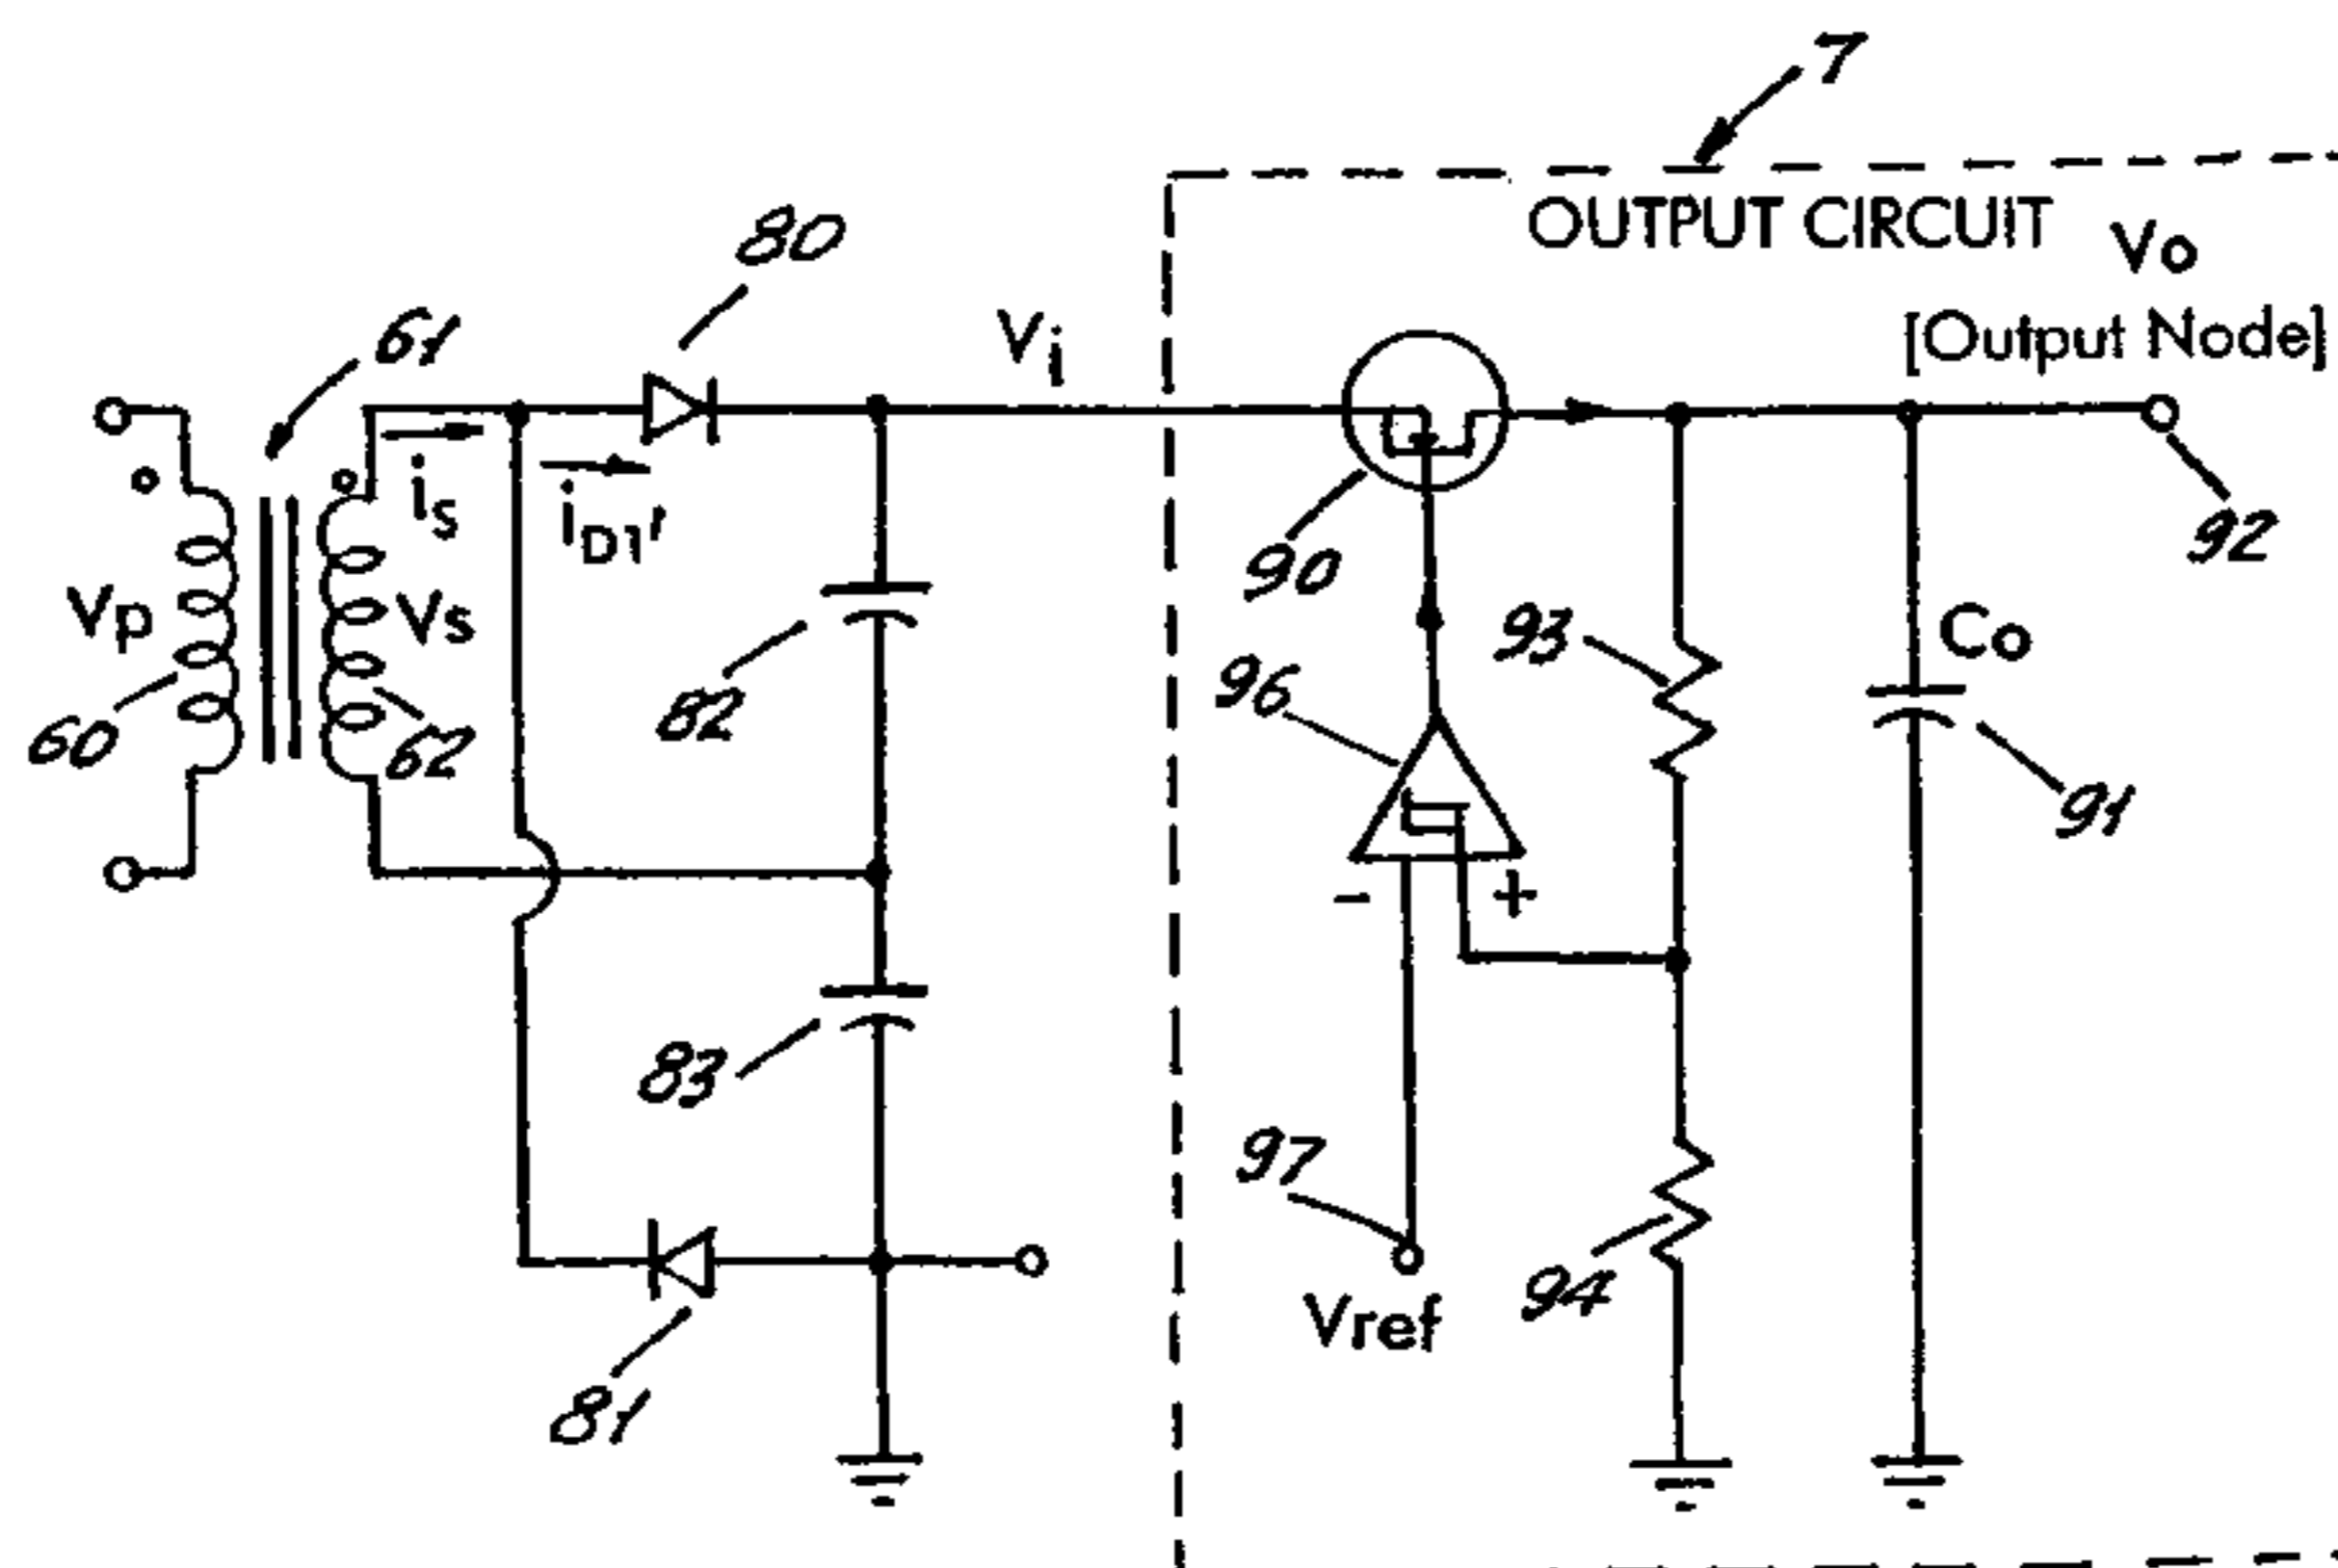 7
OUTPUT CIRCUIT
Vo
[Output Node]
80
61
Vi
is
iD1'
92
90
Vp
Vs
93
Co
96
82
60
62
91
- +
83
97
94
Vref
81